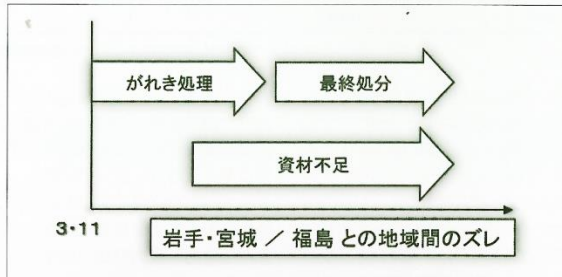 がれき処理
最終処分
資材不足
3・11
岩手・宮城 / 福島 との地域間のズレ